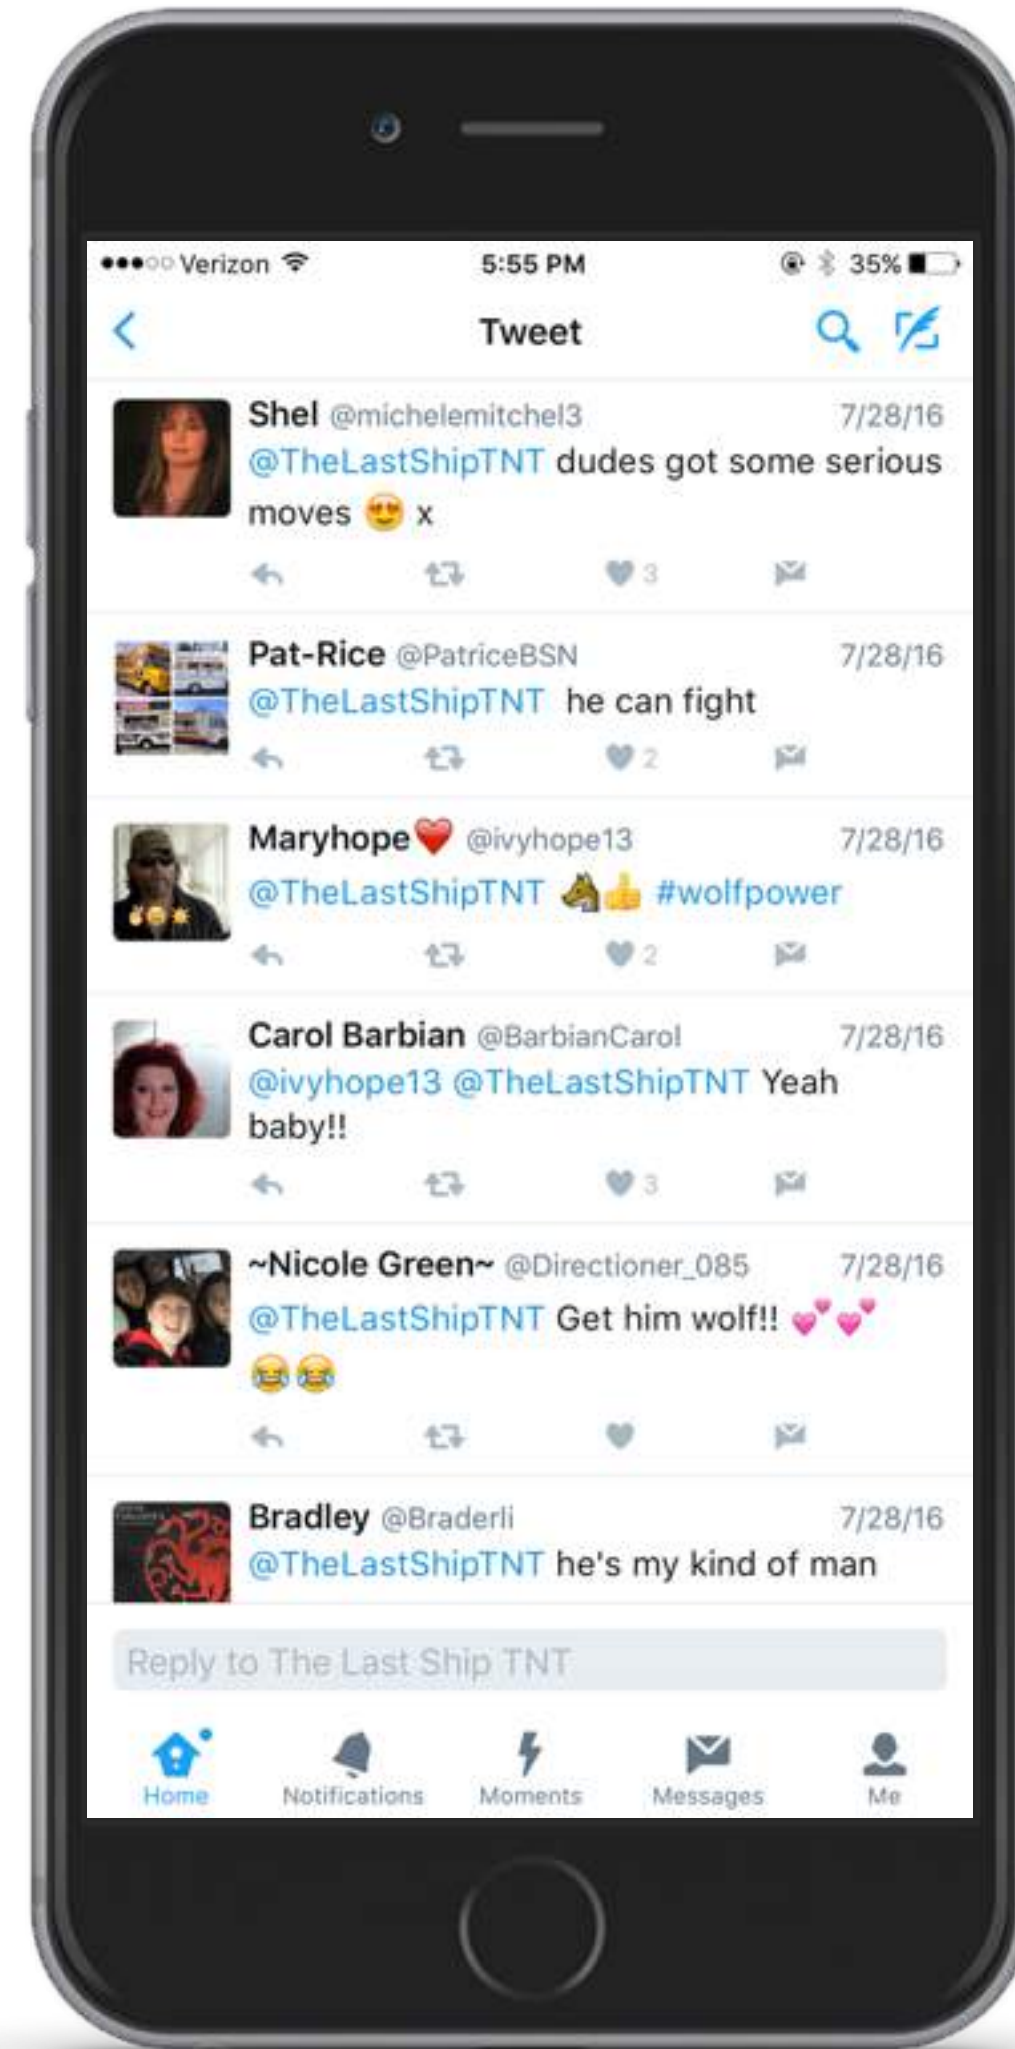 ●●●○○ Verizon 5:55 PM 35%
Tweet
Shel @michelemitchel3 7/28/16
@TheLastShipTNT dudes got some serious
moves 😍 x
3
Pat-Rice @PatriceBSN 7/28/16
@TheLastShipTNT he can fight
2
Maryhope❤️ @ivyhope13 7/28/16
@TheLastShipTNT 🐺👍 #wolfpower
2
Carol Barbian @BarbianCarol 7/28/16
@ivyhope13 @TheLastShipTNT Yeah
baby!!
3
~Nicole Green~ @Directioner_085 7/28/16
@TheLastShipTNT Get him wolf!! 💕💕
😂😂
Bradley @Braderli 7/28/16
@TheLastShipTNT he's my kind of man
Reply to The Last Ship TNT
Home Notifications Moments Messages Me